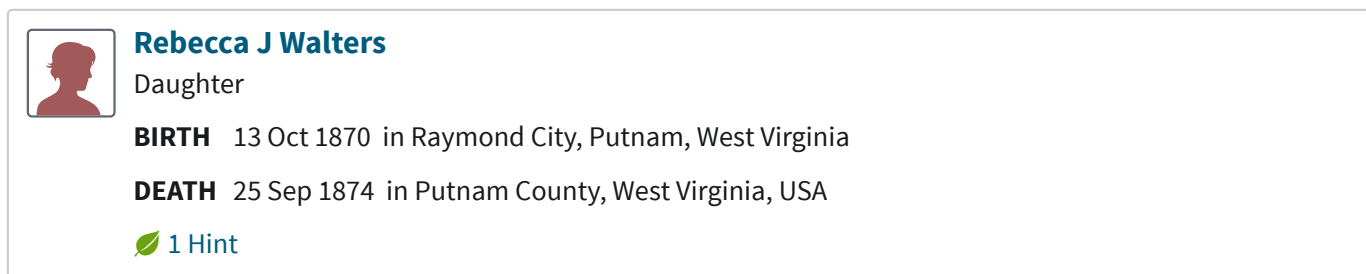 Rebecca J Walters
Daughter
BIRTH 13 Oct 1870 in Raymond City, Putnam, West Virginia
DEATH 25 Sep 1874 in Putnam County, West Virginia, USA
1 Hint